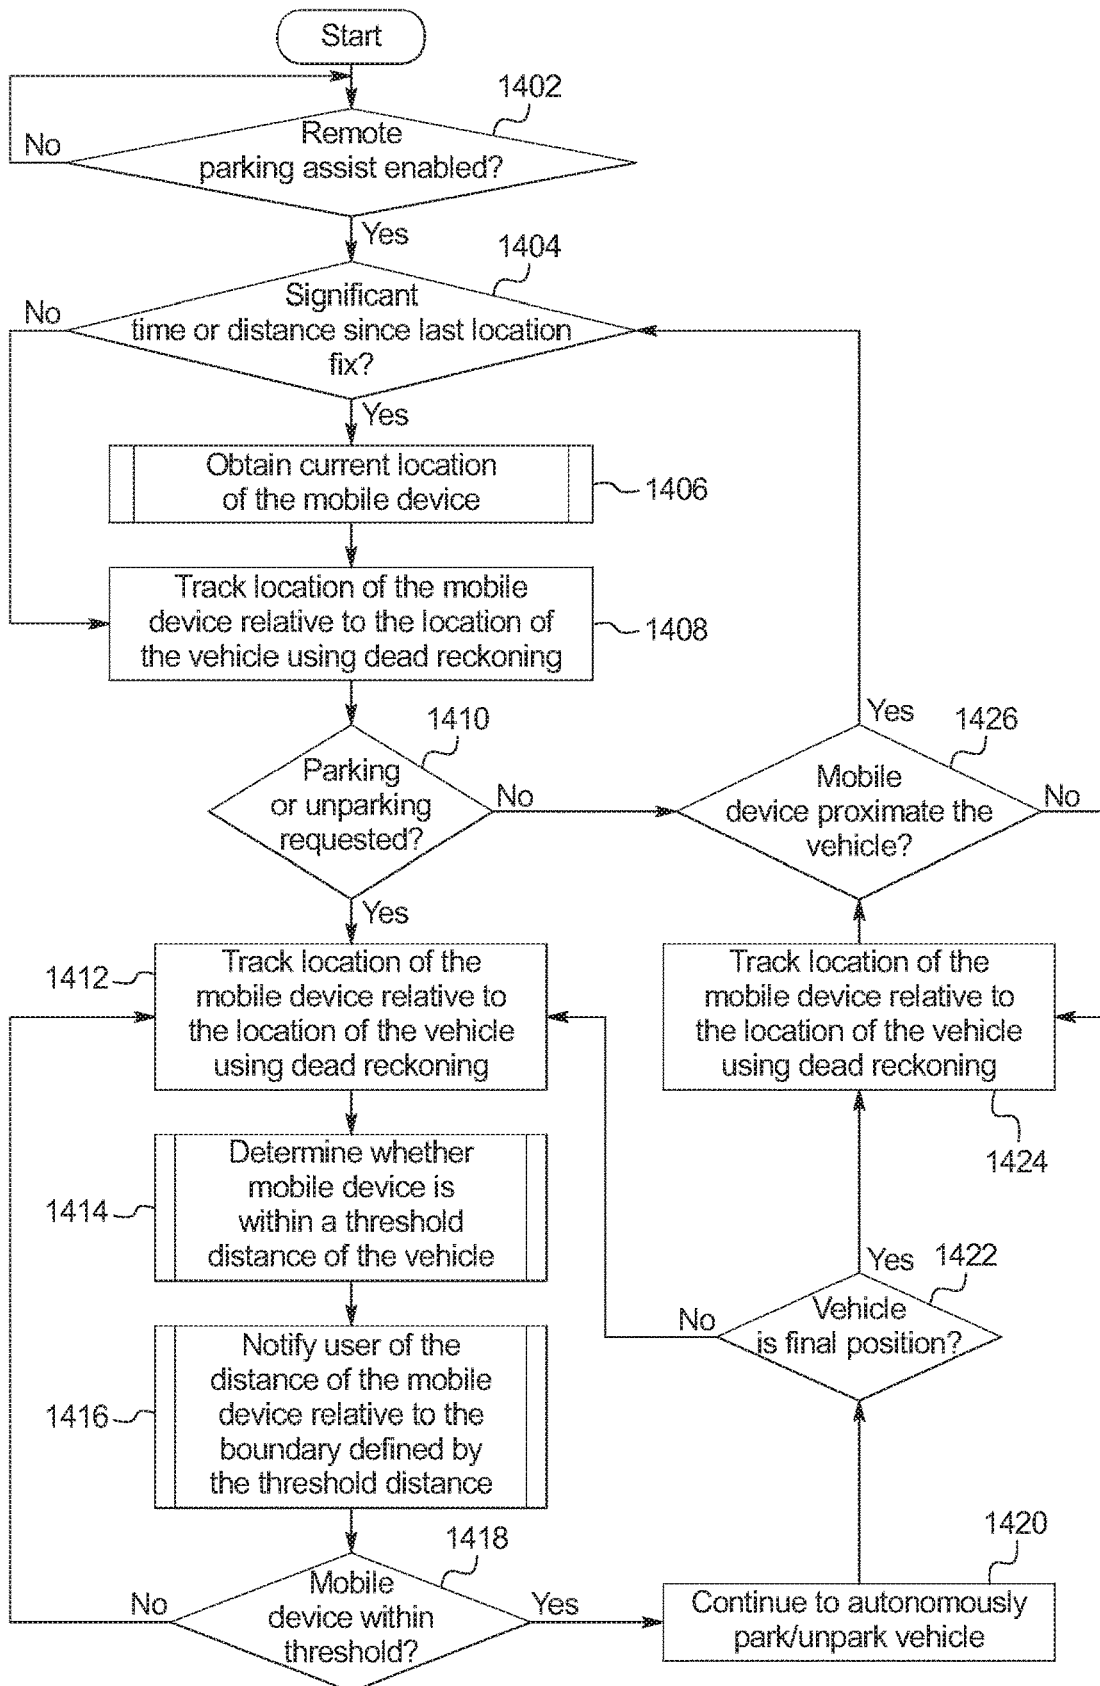 Start
1402
No
Remote
parking assist enabled?
Yes
1404
No
Significant
time or distance since last location
fix?
Yes
Obtain current location
of the mobile device
1406
Track location of the mobile
device relative to the location of
the vehicle using dead reckoning
1408
1410
Parking
or unparking
requested?
No
Yes
Yes
1426
Mobile
device proximate the
vehicle?
No
1412
Track location of the
mobile device relative to
the location of the vehicle
using dead reckoning
Track location of the
mobile device relative to
the location of the vehicle
using dead reckoning
1424
1414
Determine whether
mobile device is
within a threshold
distance of the vehicle
Yes
1422
No
Vehicle
is final position?
1416
Notify user of the
distance of the mobile
device relative to the
boundary defined by
the threshold distance
1418
No
Mobile
device within
threshold?
Yes
1420
Continue to autonomously
park/unpark vehicle